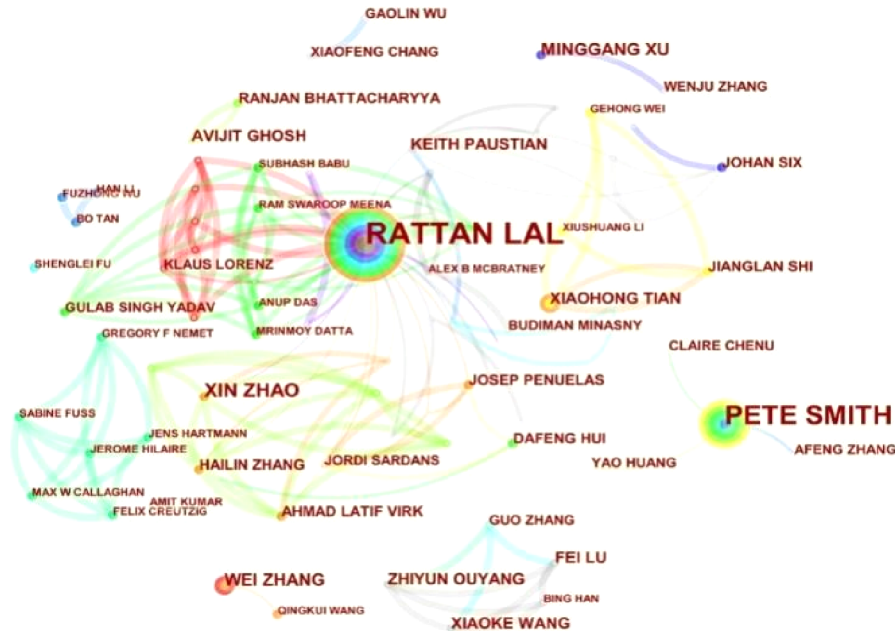 GAOLIN WU
XIAOFENG CHANG
MINGGANG XU
WENJU ZHANG
RANJAN BHATTACHARYYA
GEHONG WEI
AVIJIT GHOSH
KEITH PAUSTIAN
SUBHASH BABU
JOHAN SIX
HAN LI
FUZHONG WU
RAM SWAROOP MEENA
BO TAN
XIUSHUANG LI
RATTAN LAL
SHENGLEI FU
KLAUS LORENZ
ALEX B MCBRATNEY
JIANGLAN SHI
GULAB SINGH YADAV
ANUP DAS
XIAOHONG TIAN
GREGORY F NEMET
MRINMOY DATTA
BUDIMAN MINASNY
CLAIRE CHENU
XIN ZHAO
JOSEP PENUELAS
SABINE FUSS
PETE SMITH
JENS HARTMANN
JEROME HILAIRE
DAFENG HUI
AFENG ZHANG
HAILIN ZHANG
JORDI SARDANS
YAO HUANG
MAX W CALLAGHAN
AMIT KUMAR
FELIX CREUTZIG
AHMAD LATIF VIRK
GUO ZHANG
FEI LU
WEI ZHANG
ZHIYUN OUYANG
BING HAN
QINGKUI WANG
XIAOKE WANG